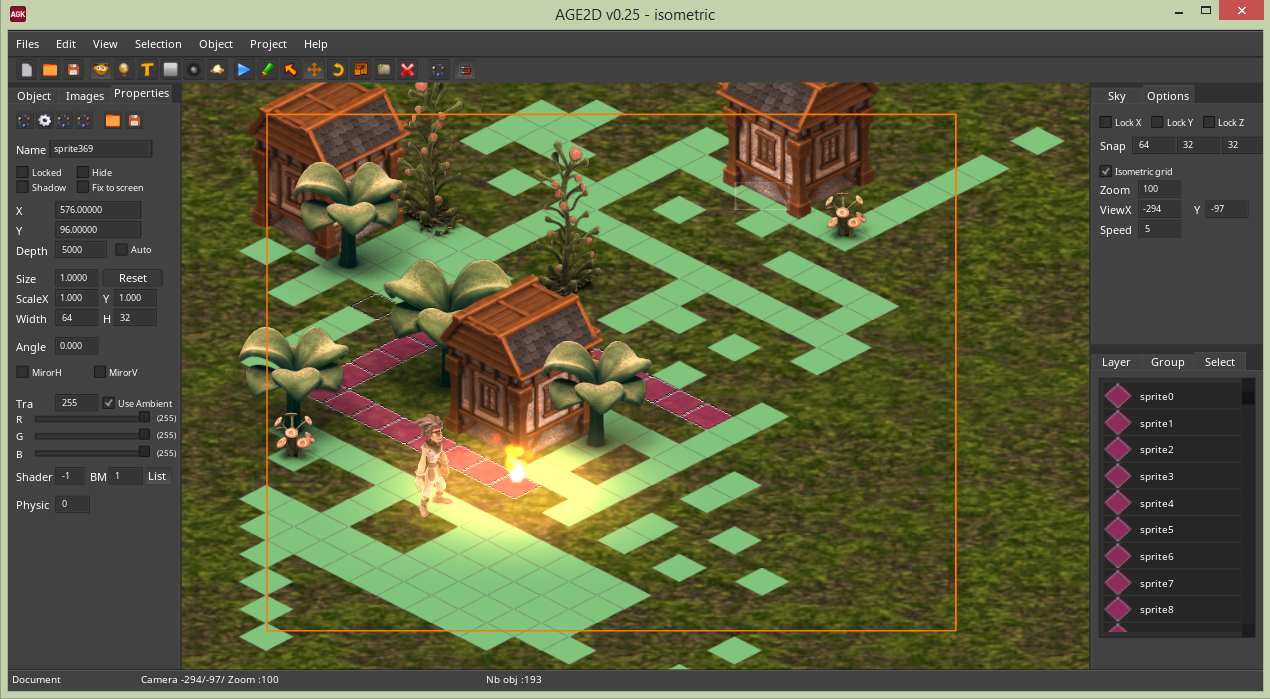 AGK AGE2D v0.25 - isometric
Files Edit View Selection Object Project Help
Object Images Properties
Name sprite369
Locked Hide
Shadow Fix to screen
X 576.00000
Y 96.00000
Depth 5000 Auto
Size 1.0000 Reset
ScaleX 1.000 Y 1.000
Width 64 H 32
Angle 0.000
MirorH MirorV
Tra 255 Use Ambient
R (255)
G (255)
B (255)
Shader -1 BM 1 List
Physic 0
Sky Options
Lock X Lock Y Lock Z
Snap 64 32 32
Isometric grid
Zoom 100
ViewX -294 Y -97
Speed 5
Layer Group Select
sprite0
sprite1
sprite2
sprite3
sprite4
sprite5
sprite6
sprite7
sprite8
Document Camera -294/-97/ Zoom :100 Nb obj :193